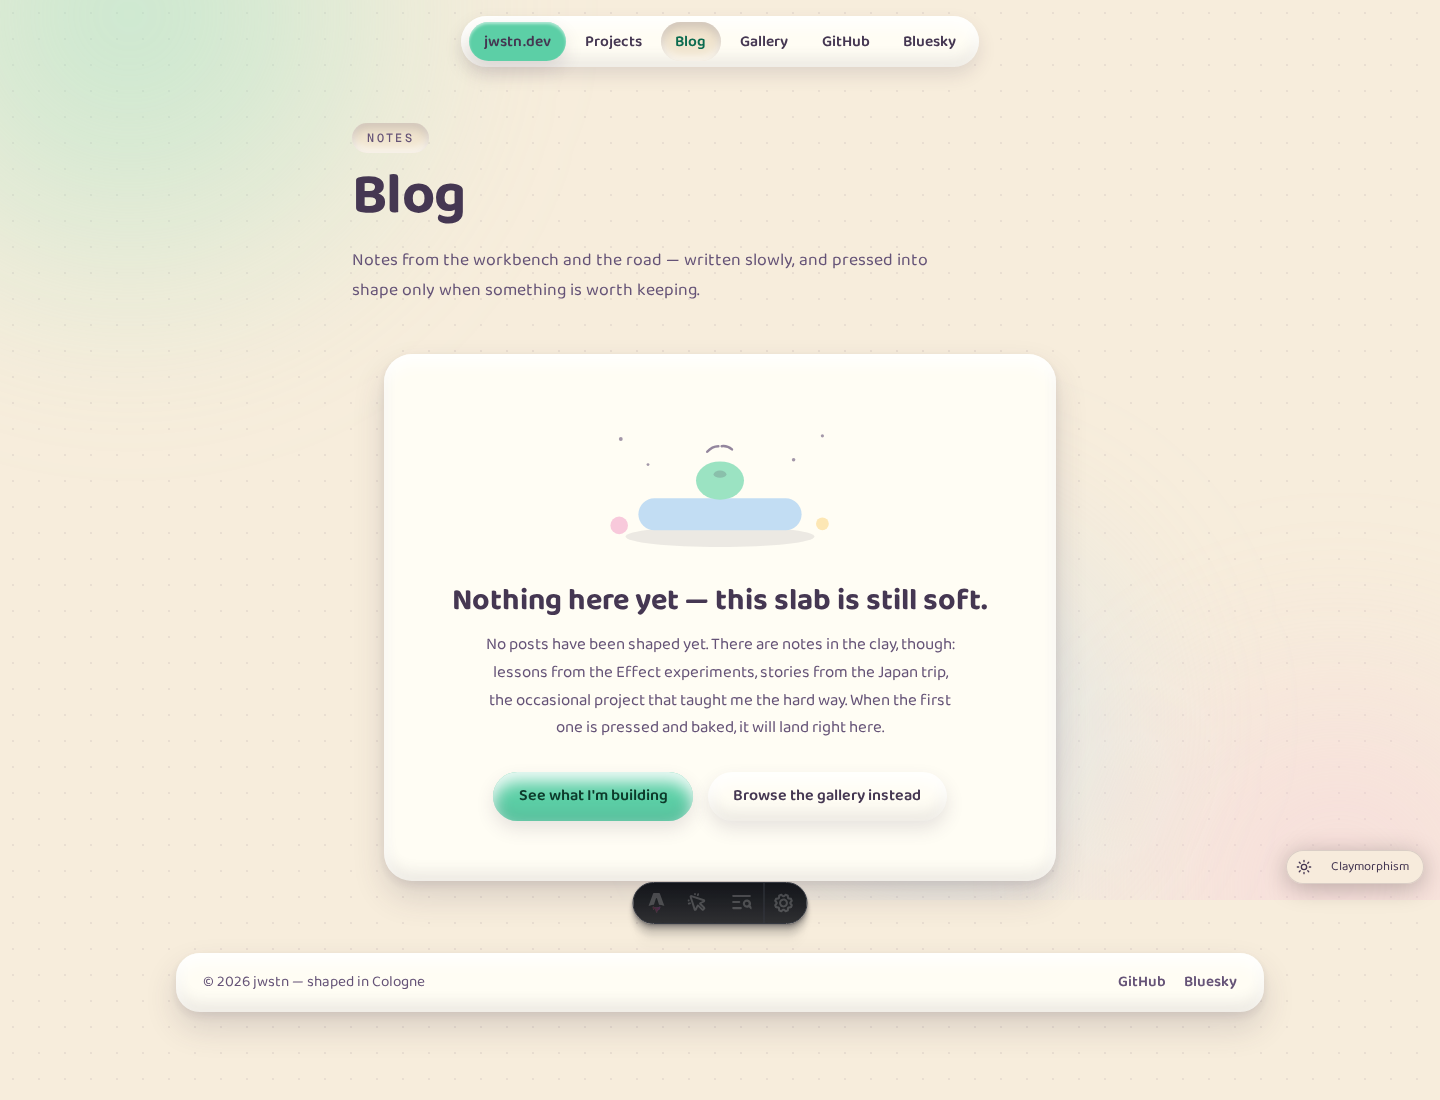 jwstn.dev Projects Blog Gallery GitHub Bluesky
NOTES
Blog
Notes from the workbench and the road — written slowly, and pressed into
shape only when something is worth keeping.
Nothing here yet — this slab is still soft.
No posts have been shaped yet. There are notes in the clay, though:
lessons from the Effect experiments, stories from the Japan trip,
the occasional project that taught me the hard way. When the first
one is pressed and baked, it will land right here.
See what I'm building Browse the gallery instead
Claymorphism
© 2026 jwstn — shaped in Cologne GitHub Bluesky